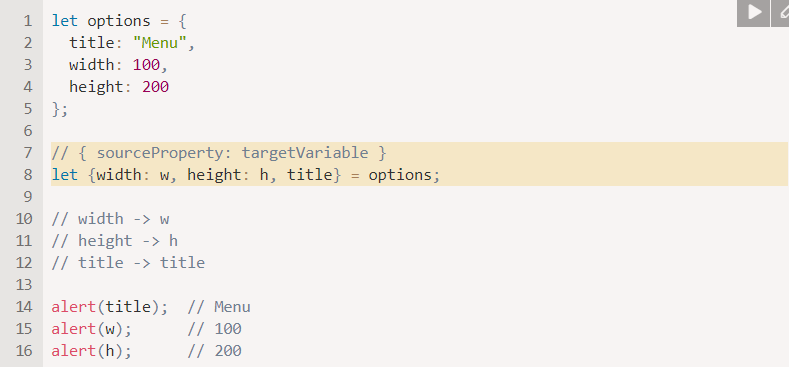 1 let options = {
2   title: "Menu",
3   width: 100,
4   height: 200
5 };
6
7 // { sourceProperty: targetVariable }
8 let {width: w, height: h, title} = options;
9
10 // width -> w
11 // height -> h
12 // title -> title
13
14 alert(title);  // Menu
15 alert(w);      // 100
16 alert(h);      // 200